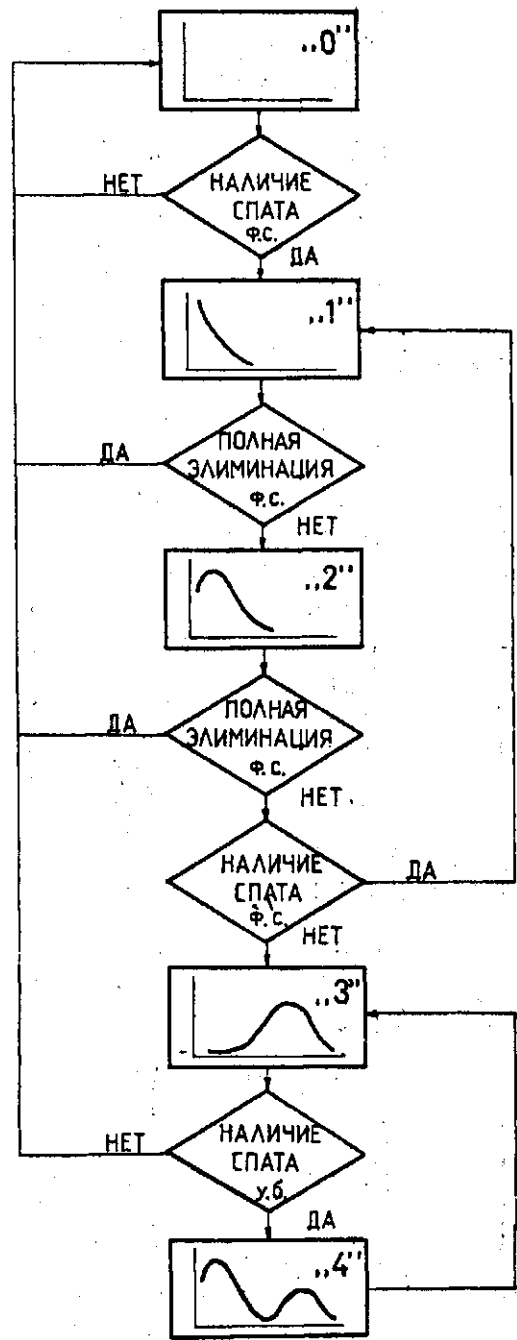 „0"
НЕТ
НАЛИЧИЕ
СПАТА
Ф.С.
ДА
„1"
ДА
ПОЛНАЯ
ЭЛИМИНАЦИЯ
Ф.С.
НЕТ
„2"
ДА
ПОЛНАЯ
ЭЛИМИНАЦИЯ
Ф.С.
НЕТ
НАЛИЧИЕ
СПАТА
Ф.С.
ДА
НЕТ
„3"
НЕТ
НАЛИЧИЕ
СПАТА
У.Б.
ДА
„4"